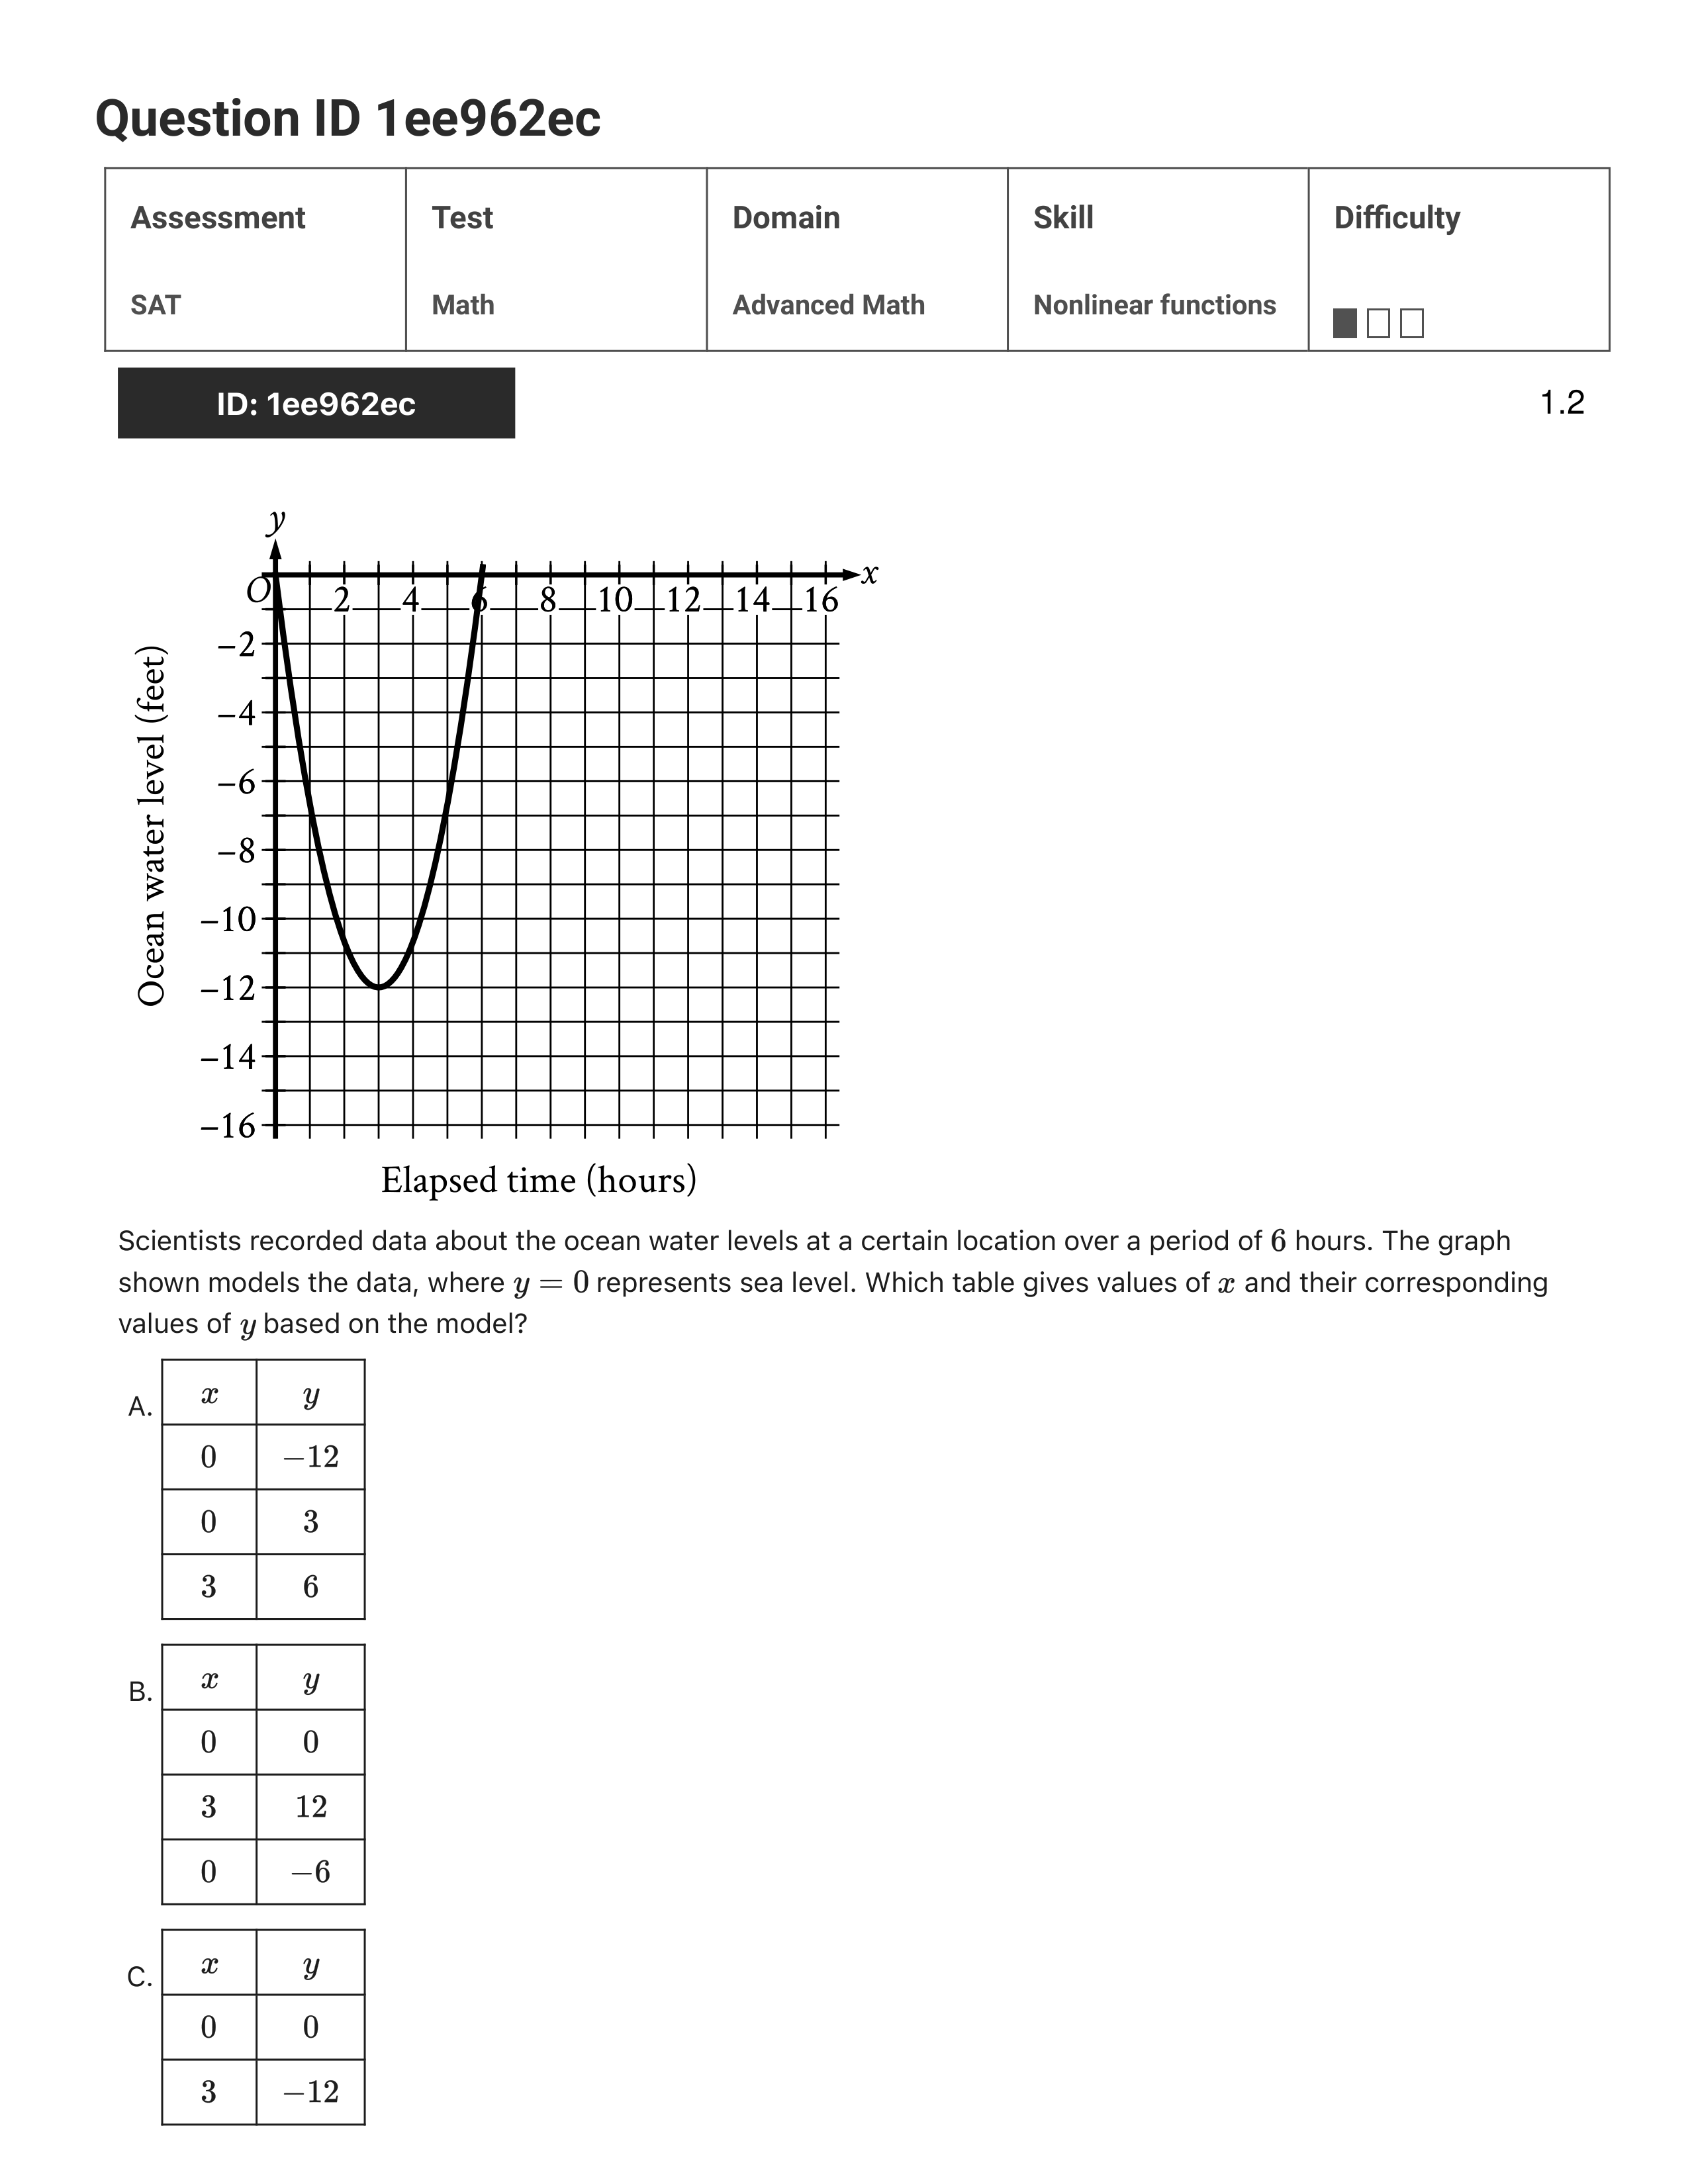 Question ID 1ee962ec
Assessment Test Domain Skill Difficulty
SAT Math Advanced Math Nonlinear functions
ID: 1ee962ec 1.2
y
O 2 4 6 8 10 12 14 16 x
−2
−4
−6
−8
−10
−12
−14
−16
Ocean water level (feet)
Elapsed time (hours)
Scientists recorded data about the ocean water levels at a certain location over a period of 6 hours. The graph
shown models the data, where y = 0 represents sea level. Which table gives values of x and their corresponding
values of y based on the model?
A.
x y
0 −12
0 3
3 6
B.
x y
0 0
3 12
0 −6
C.
x y
0 0
3 −12